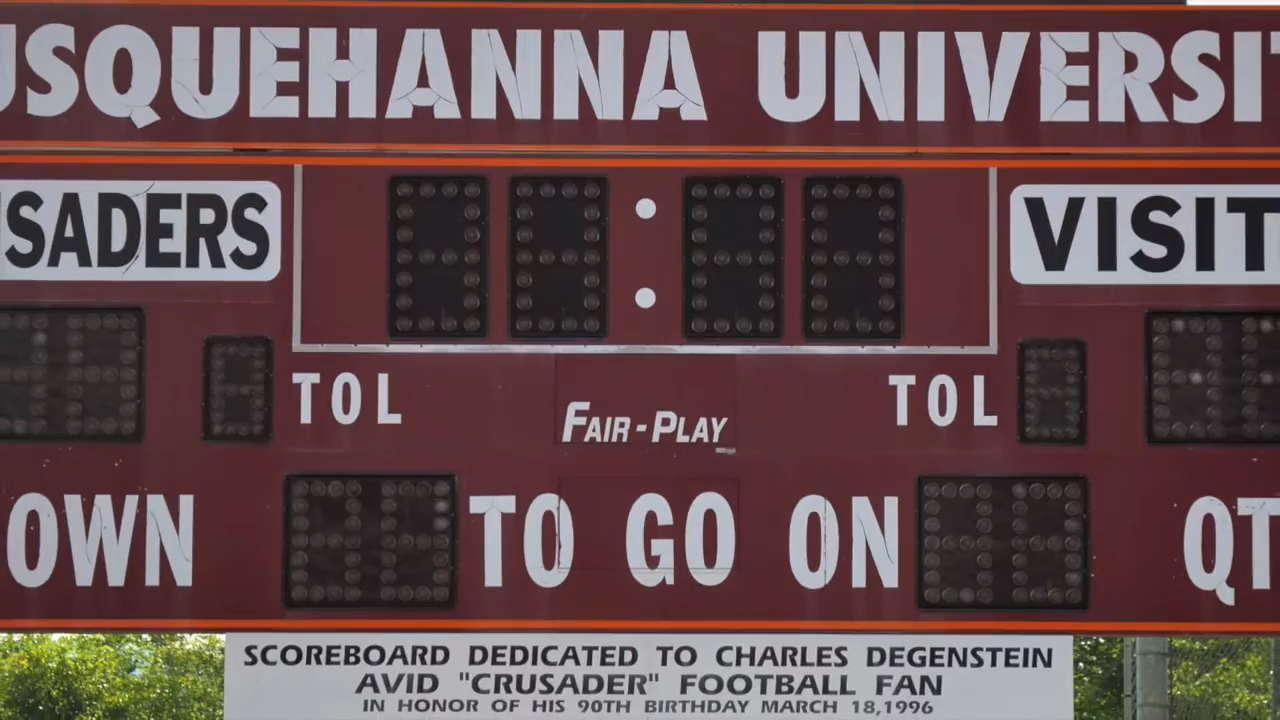 USQUEHANNA UNIVERSIT
SADERS
VISIT
TOL
FAIR-PLAY
TOL
OWN
TO GO ON
QT
SCOREBOARD DEDICATED TO CHARLES DEGENSTEIN
AVID "CRUSADER" FOOTBALL FAN
IN HONOR OF HIS 90TH BIRTHDAY MARCH 18,1996